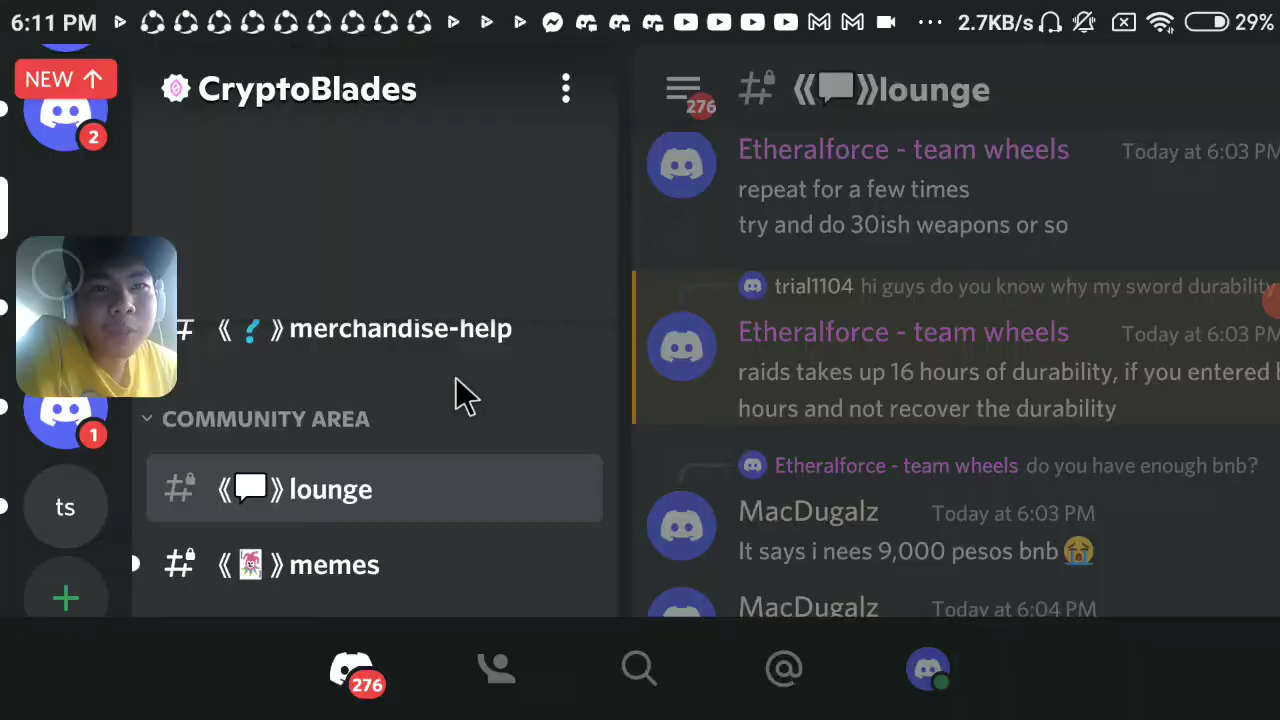 6:11 PM
2.7KB/s
29%
NEW ↑
2
CryptoBlades
276
《💬》lounge
Etheralforce - team wheels Today at 6:03 PM
repeat for a few times
try and do 30ish weapons or so
trial1104 hi guys do you know why my sword durability
Etheralforce - team wheels Today at 6:03 PM
raids takes up 16 hours of durability, if you entered
hours and not recover the durability
《❓》merchandise-help
COMMUNITY AREA
1
《💬》lounge
ts
《🃏》memes
Etheralforce - team wheels do you have enough bnb?
MacDugalz Today at 6:03 PM
It says i nees 9,000 pesos bnb 😭
MacDugalz Today at 6:04 PM
276